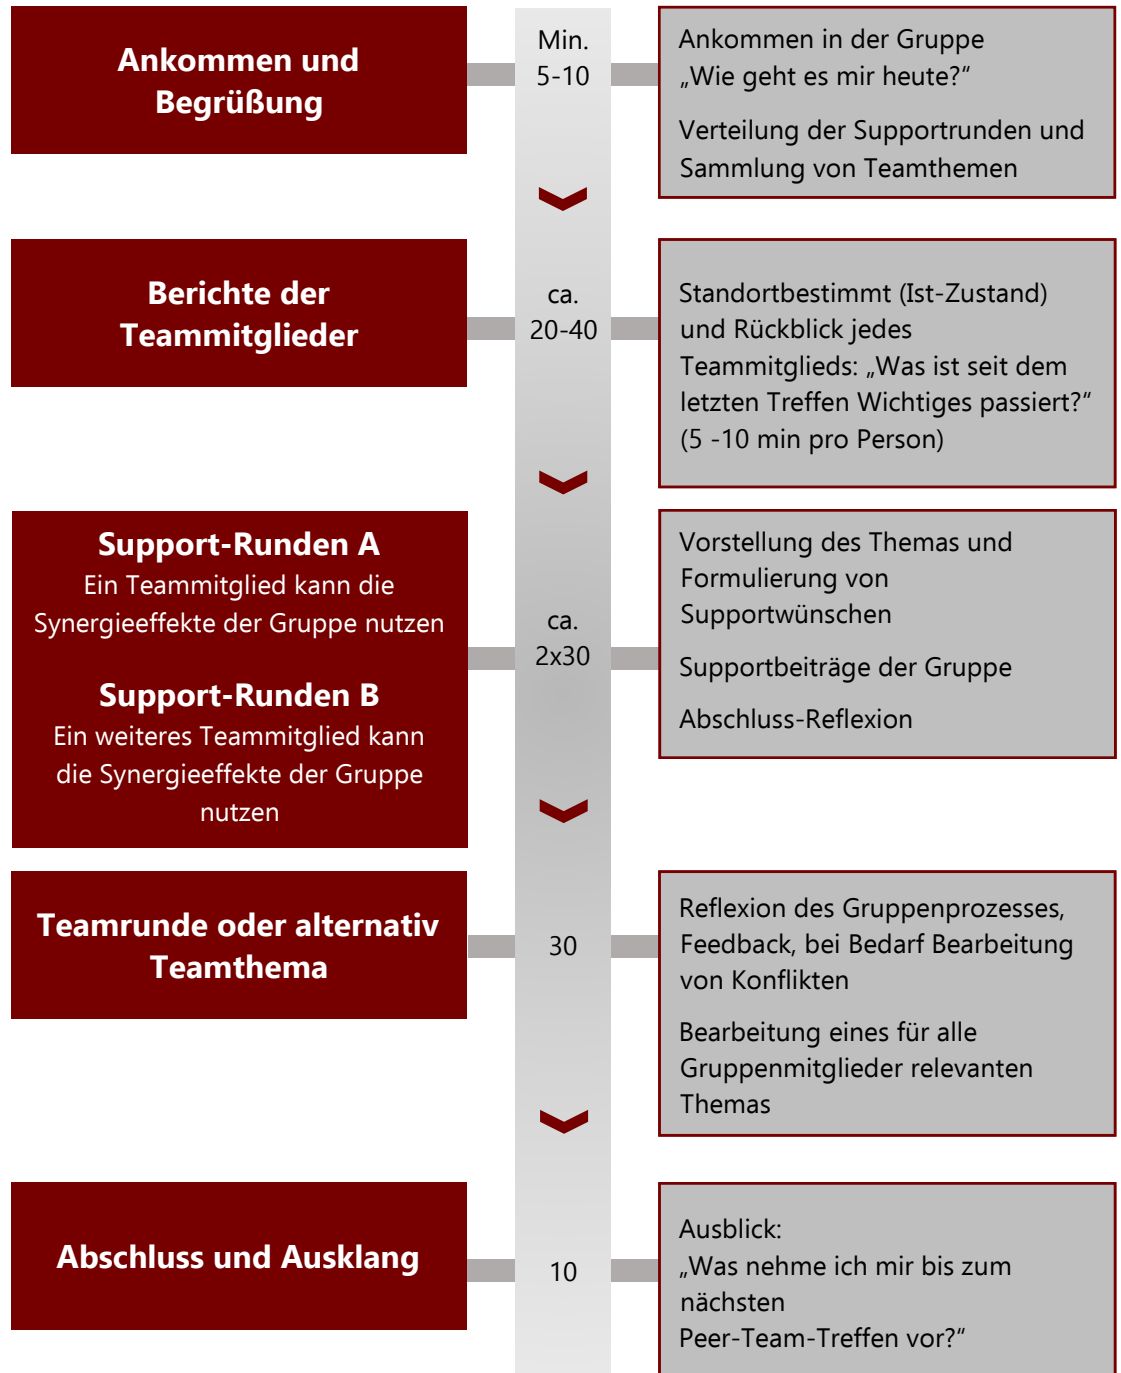 Ankommen und
Begrüßung
Min.
5-10
Ankommen in der Gruppe
„Wie geht es mir heute?“
Verteilung der Supportrunden und
Sammlung von Teamthemen
Berichte der
Teammitglieder
ca.
20-40
Standortbestimmt (Ist-Zustand)
und Rückblick jedes
Teammitglieds: „Was ist seit dem
letzten Treffen Wichtiges passiert?“
(5 -10 min pro Person)
Support-Runden A
Ein Teammitglied kann die
Synergieeffekte der Gruppe nutzen
Support-Runden B
Ein weiteres Teammitglied kann
die Synergieeffekte der Gruppe
nutzen
ca.
2x30
Vorstellung des Themas und
Formulierung von
Supportwünschen
Supportbeiträge der Gruppe
Abschluss-Reflexion
Teamrunde oder alternativ
Teamthema
30
Reflexion des Gruppenprozesses,
Feedback, bei Bedarf Bearbeitung
von Konflikten
Bearbeitung eines für alle
Gruppenmitglieder relevanten
Themas
Abschluss und Ausklang
10
Ausblick:
„Was nehme ich mir bis zum
nächsten
Peer-Team-Treffen vor?“